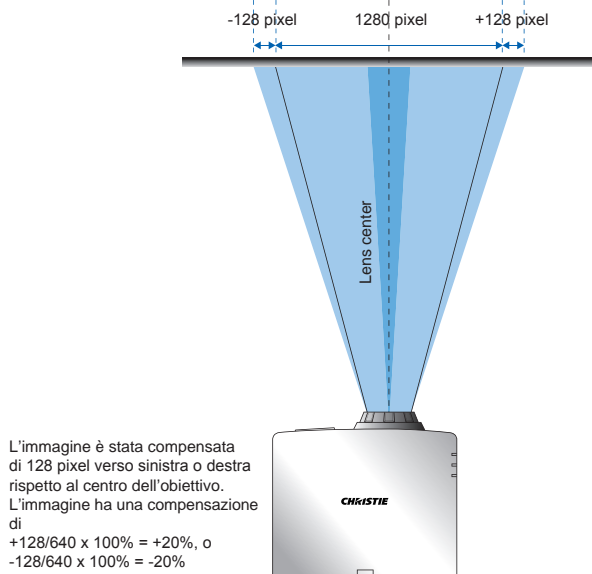 -128 pixel 1280 pixel +128 pixel
Lens center
L'immagine è stata compensata
di 128 pixel verso sinistra o destra
rispetto al centro dell'obiettivo.
L'immagine ha una compensazione
di
+128/640 x 100% = +20%, o
-128/640 x 100% = -20%
CHRISTIE